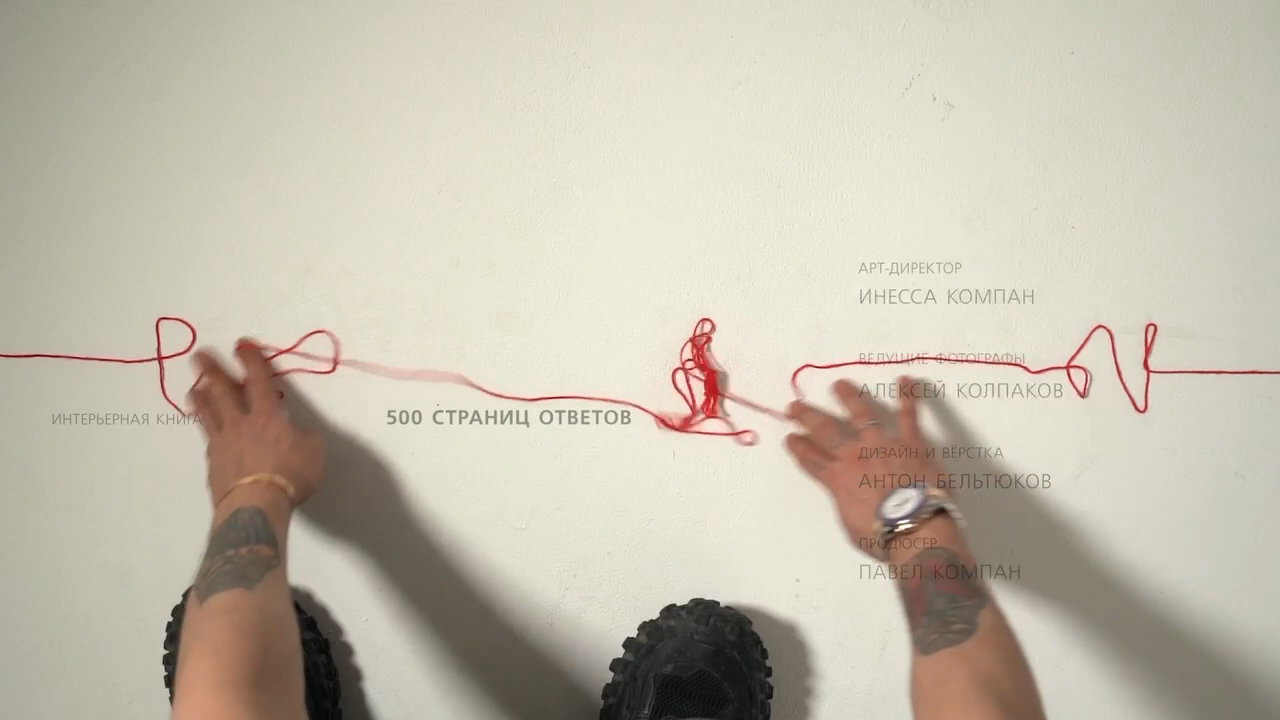 ИНТЕРЬЕРНАЯ КНИГА
500 СТРАНИЦ ОТВЕТОВ
АРТ-ДИРЕКТОР
ИНЕССА КОМПАН
ВЕДУЩИЕ ФОТОГРАФЫ
АЛЕКСЕЙ КОЛПАКОВ
ДИЗАЙН И ВЕРСТКА
АНТОН БЕЛЬТЮКОВ
ПРОДЮСЕР
ПАВЕЛ КОМПАН